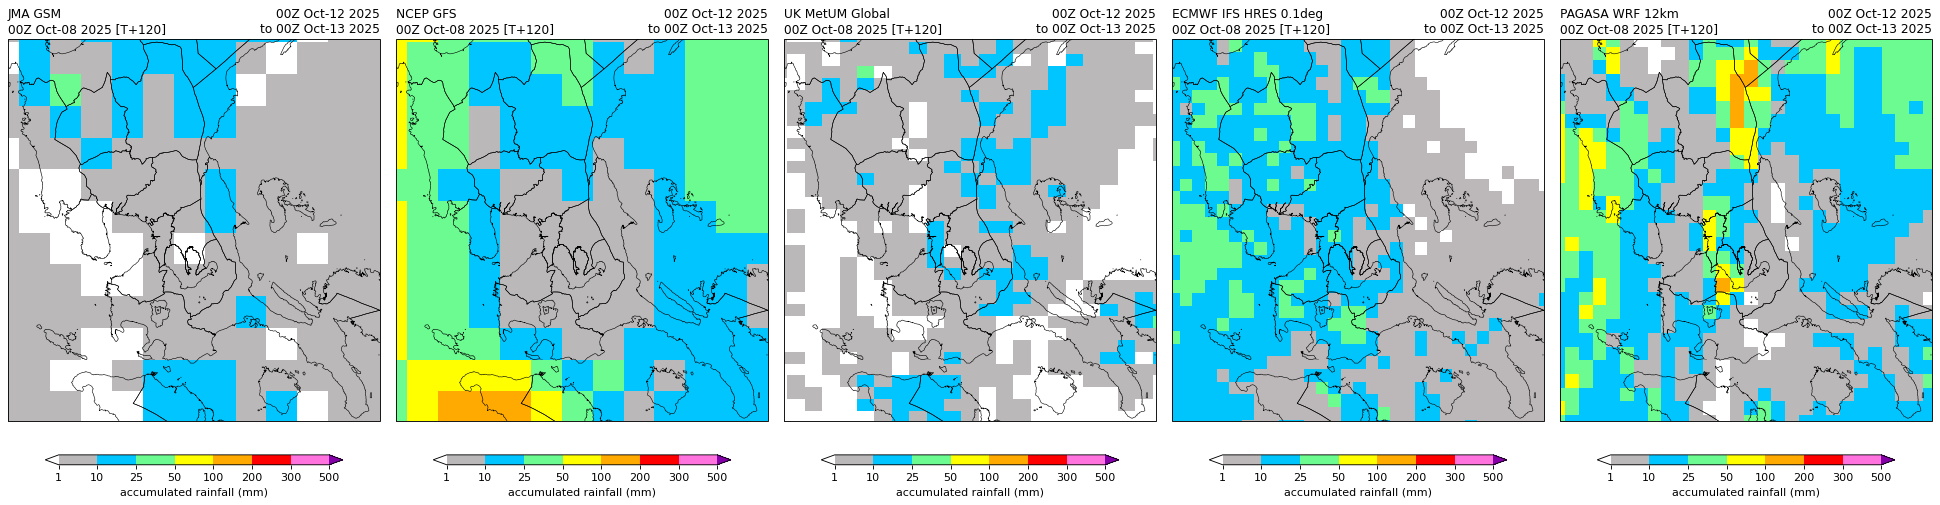 JMA GSM 00Z Oct-12 2025
00Z Oct-08 2025 [T+120] to 00Z Oct-13 2025
NCEP GFS 00Z Oct-12 2025
00Z Oct-08 2025 [T+120] to 00Z Oct-13 2025
UK MetUM Global 00Z Oct-12 2025
00Z Oct-08 2025 [T+120] to 00Z Oct-13 2025
ECMWF IFS HRES 0.1deg 00Z Oct-12 2025
00Z Oct-08 2025 [T+120] to 00Z Oct-13 2025
PAGASA WRF 12km 00Z Oct-12 2025
00Z Oct-08 2025 [T+120] to 00Z Oct-13 2025
1 10 25 50 100 200 300 500
accumulated rainfall (mm)
1 10 25 50 100 200 300 500
accumulated rainfall (mm)
1 10 25 50 100 200 300 500
accumulated rainfall (mm)
1 10 25 50 100 200 300 500
accumulated rainfall (mm)
1 10 25 50 100 200 300 500
accumulated rainfall (mm)